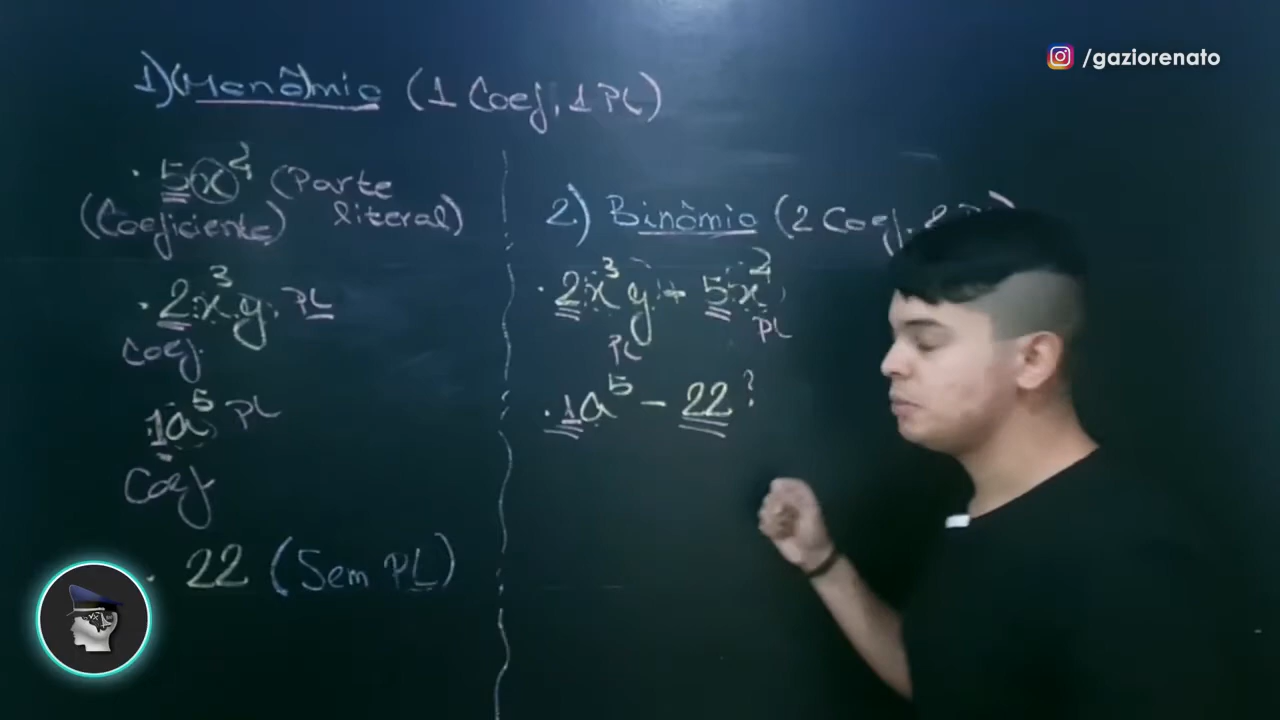 /gaziorenato
1) Monômio (1 Coef, 1 PL)
· 5x² (Parte literal)
(Coeficiente)
· 2x³y PL
Coef
1a⁵ PL
Coef
· 22 (Sem PL)
2) Binômio (2 Coef,
· 2x³y + 5x²
PL PL
· 1a⁵ - 22 ?